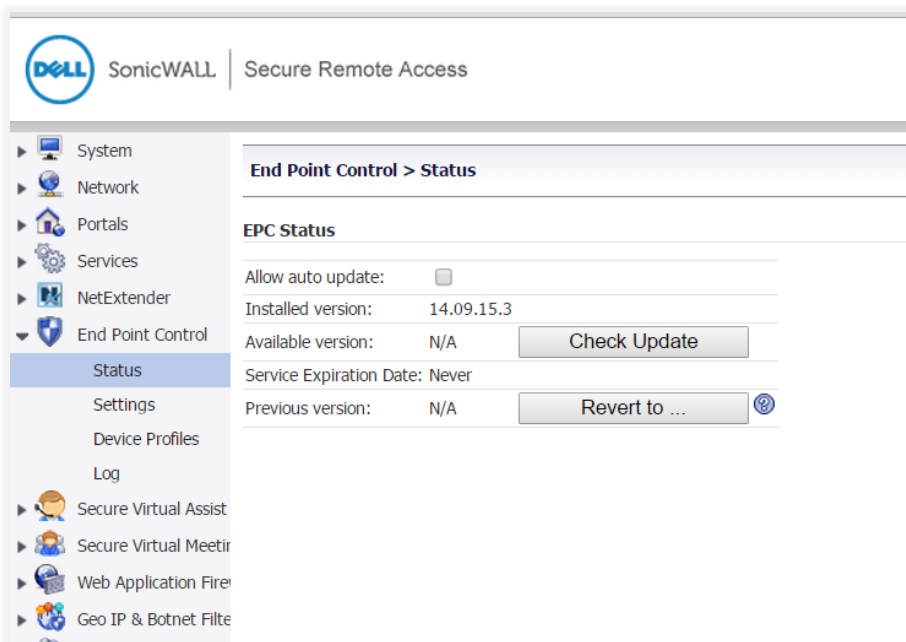 DELL SonicWALL Secure Remote Access
System
Network
Portals
Services
NetExtender
End Point Control
Status
Settings
Device Profiles
Log
Secure Virtual Assist
Secure Virtual Meetin
Web Application Firew
Geo IP & Botnet Filte
End Point Control > Status
EPC Status
Allow auto update:
Installed version: 14.09.15.3
Available version: N/A Check Update
Service Expiration Date: Never
Previous version: N/A Revert to ...